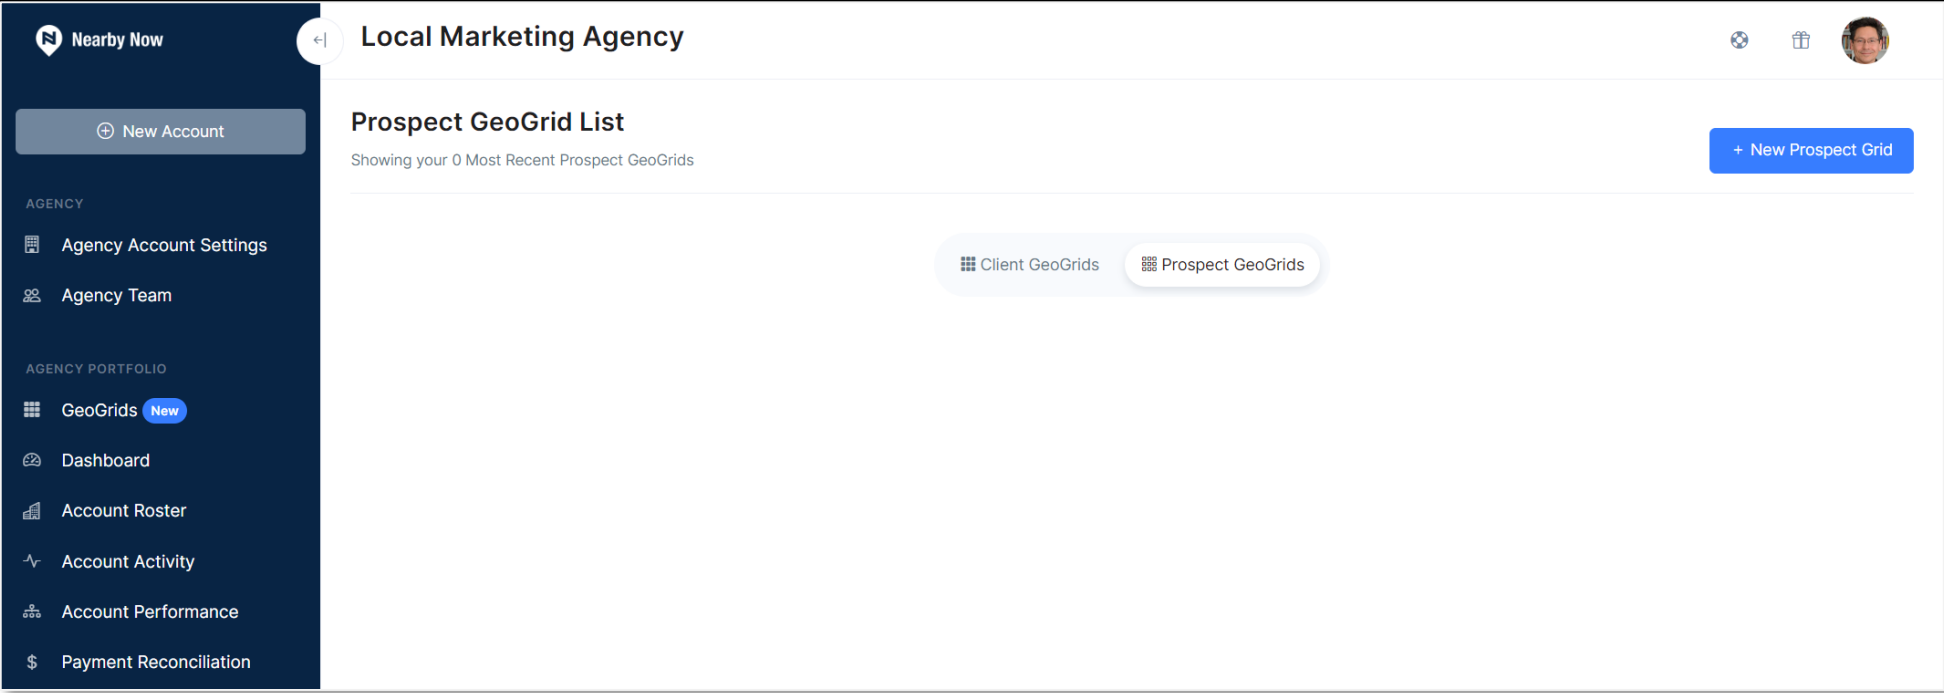 Nearby Now
New Account
AGENCY
Agency Account Settings
Agency Team
AGENCY PORTFOLIO
GeoGrids New
Dashboard
Account Roster
Account Activity
Account Performance
$ Payment Reconciliation
Local Marketing Agency
Prospect GeoGrid List
Showing your 0 Most Recent Prospect GeoGrids
+ New Prospect Grid
Client GeoGrids
Prospect GeoGrids